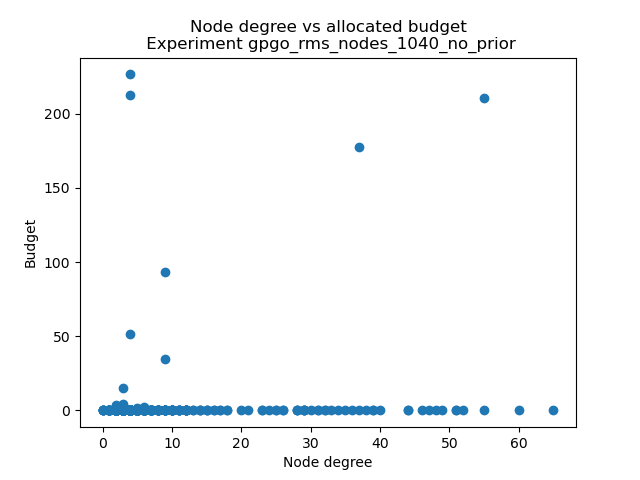 Node degree vs allocated budget
Experiment gpgo_rms_nodes_1040_no_prior
200
150
100
50
0
Budget
0 10 20 30 40 50 60
Node degree